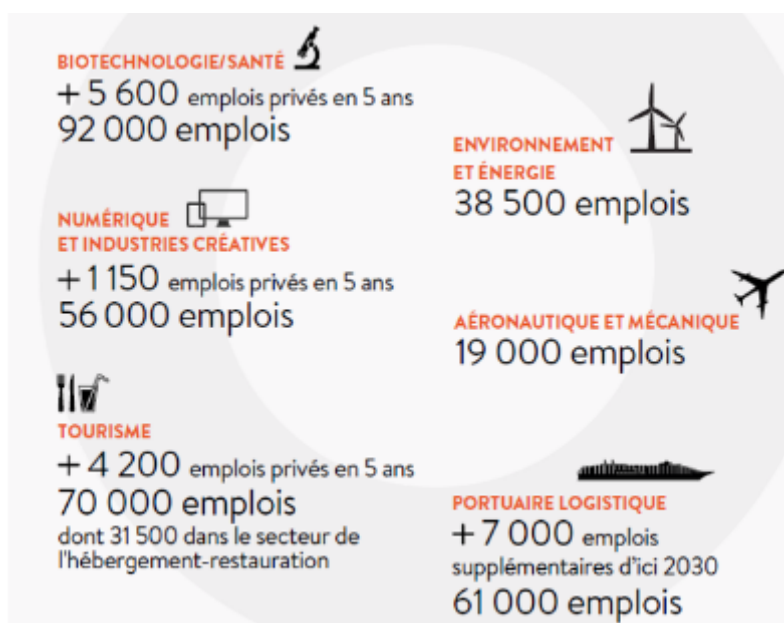 BIOTECHNOLOGIE/SANTÉ
+ 5 600 emplois privés en 5 ans
92 000 emplois
NUMÉRIQUE
ET INDUSTRIES CRÉATIVES
+ 1 150 emplois privés en 5 ans
56 000 emplois
TOURISME
+ 4 200 emplois privés en 5 ans
70 000 emplois
dont 31 500 dans le secteur de
l'hébergement-restauration
ENVIRONNEMENT
ET ÉNERGIE
38 500 emplois
AÉRONAUTIQUE ET MÉCANIQUE
19 000 emplois
PORTUAIRE LOGISTIQUE
+ 7 000 emplois
supplémentaires d'ici 2030
61 000 emplois